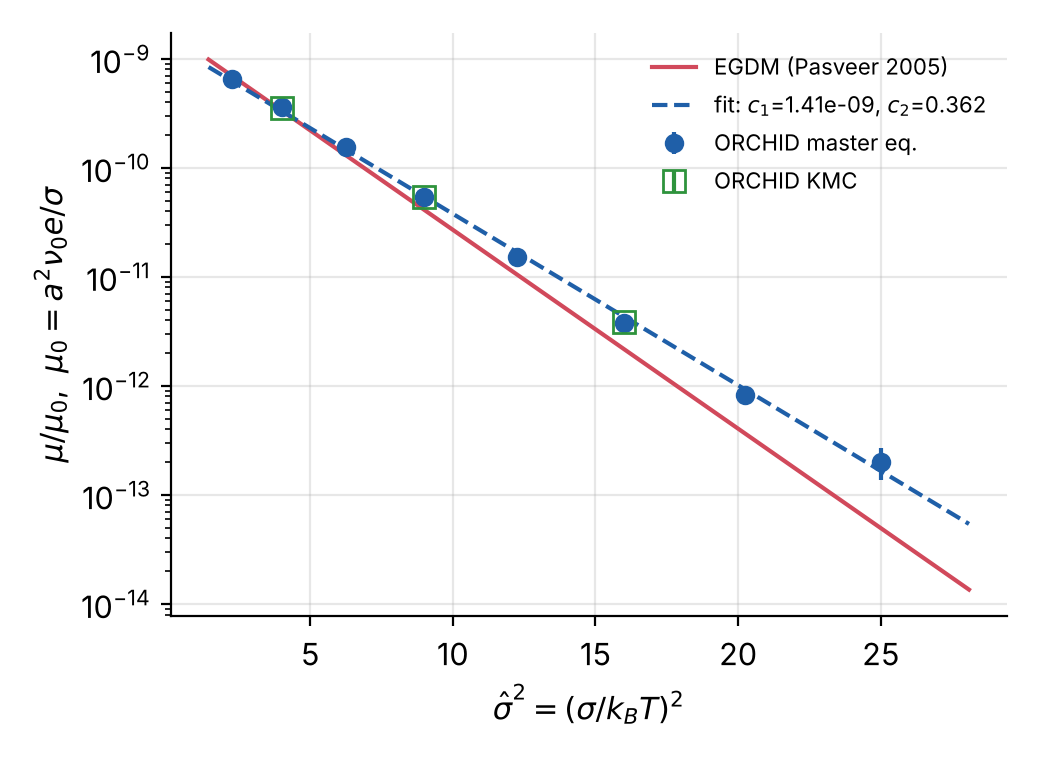 10⁻⁹
10⁻¹⁰
10⁻¹¹
10⁻¹²
10⁻¹³
10⁻¹⁴
μ/μ₀, μ₀ = a²ν₀e/σ
EGDM (Pasveer 2005)
fit: c₁=1.41e-09, c₂=0.362
ORCHID master eq.
ORCHID KMC
5 10 15 20 25
σ̂² = (σ/k_BT)²